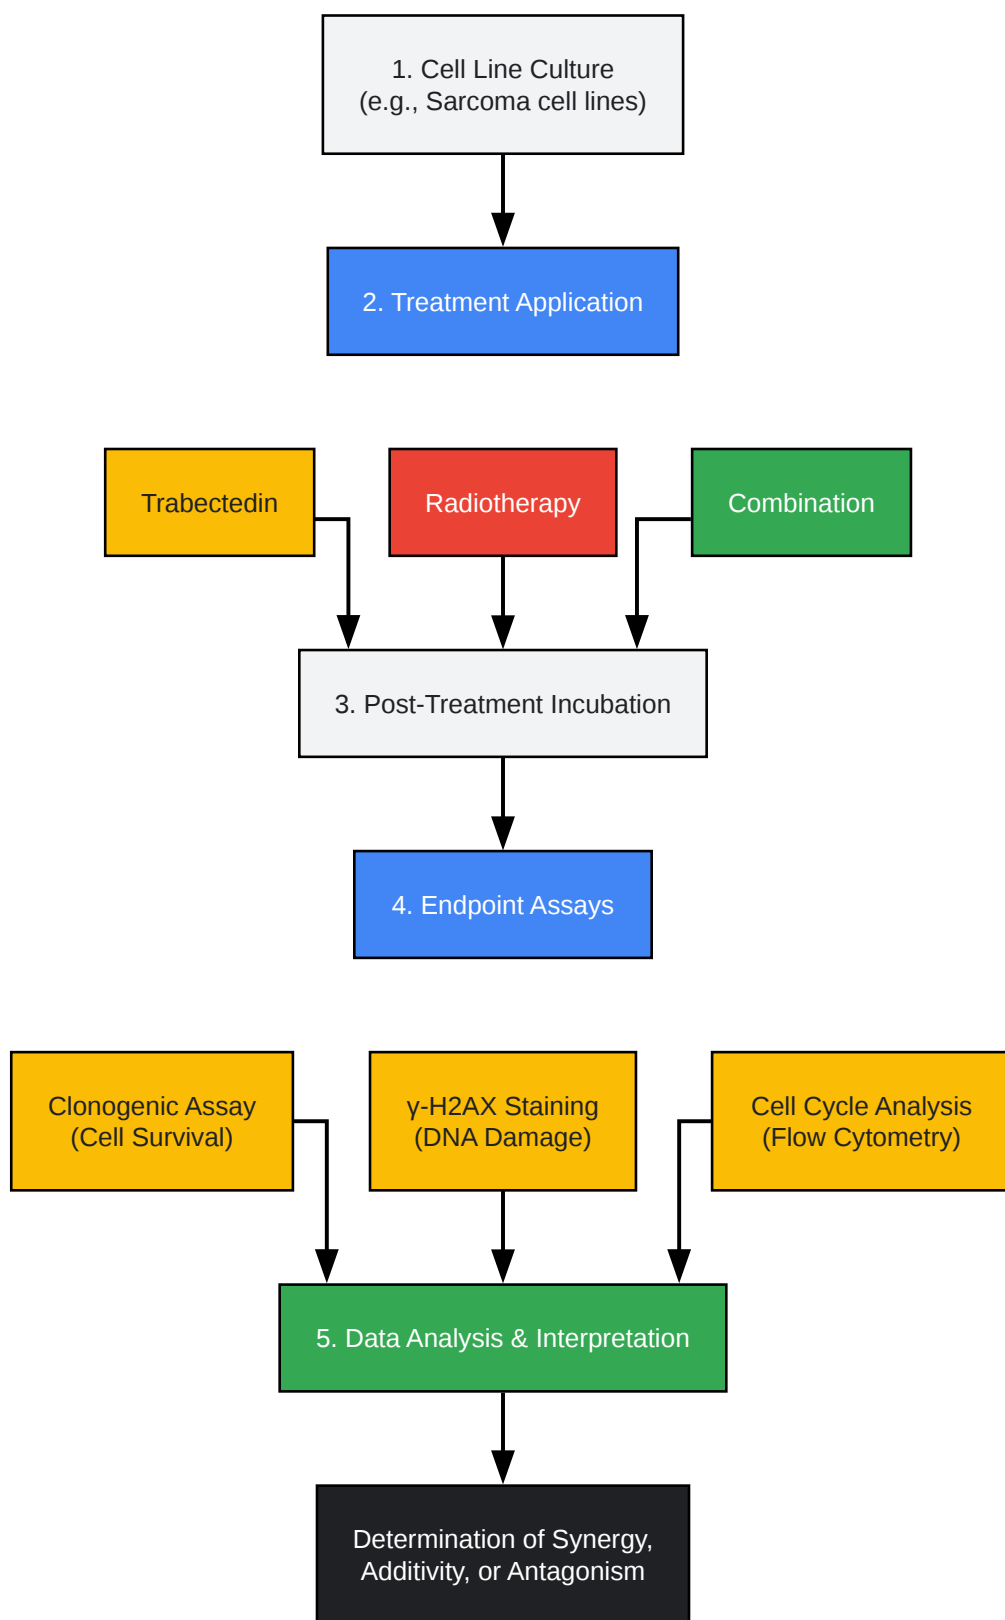 1. Cell Line Culture
(e.g., Sarcoma cell lines)
2. Treatment Application
Trabectedin
Radiotherapy
Combination
3. Post-Treatment Incubation
4. Endpoint Assays
Clonogenic Assay
(Cell Survival)
γ-H2AX Staining
(DNA Damage)
Cell Cycle Analysis
(Flow Cytometry)
5. Data Analysis & Interpretation
Determination of Synergy,
Additivity, or Antagonism